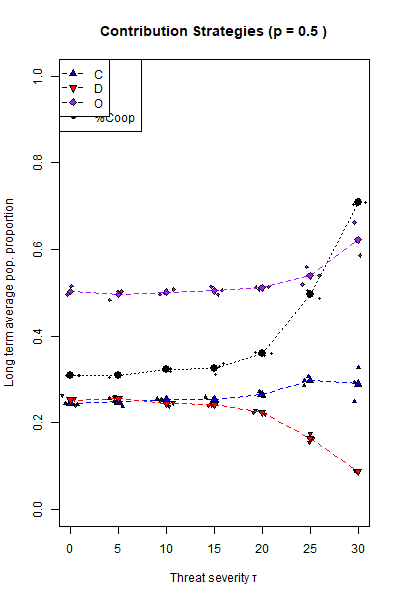 Contribution Strategies (p = 0.5 )
Long term average pop. proportion
1.0
0.8
0.6
0.4
0.2
0.0
C
D
O
%Coop
0 5 10 15 20 25 30
Threat severity τ